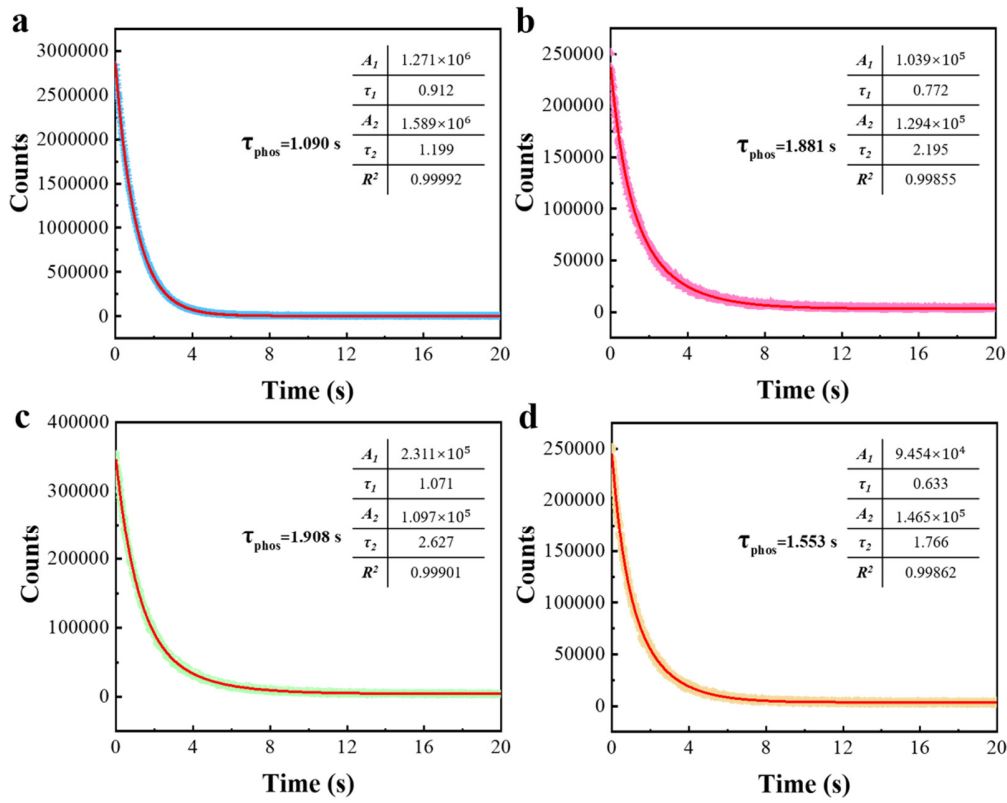 a
3000000
2500000
2000000
1500000
1000000
500000
0
Counts
0 4 8 12 16 20
Time (s)
τphos=1.090 s
A1 1.271×10⁶
τ1 0.912
A2 1.589×10⁶
τ2 1.199
R² 0.99992
b
250000
200000
150000
100000
50000
0
Counts
0 4 8 12 16 20
Time (s)
τphos=1.881 s
A1 1.039×10⁵
τ1 0.772
A2 1.294×10⁵
τ2 2.195
R² 0.99855
c
400000
300000
200000
100000
0
Counts
0 4 8 12 16 20
Time (s)
τphos=1.908 s
A1 2.311×10⁵
τ1 1.071
A2 1.097×10⁵
τ2 2.627
R² 0.99901
d
250000
200000
150000
100000
50000
0
Counts
0 4 8 12 16 20
Time (s)
τphos=1.553 s
A1 9.454×10⁴
τ1 0.633
A2 1.465×10⁵
τ2 1.766
R² 0.99862